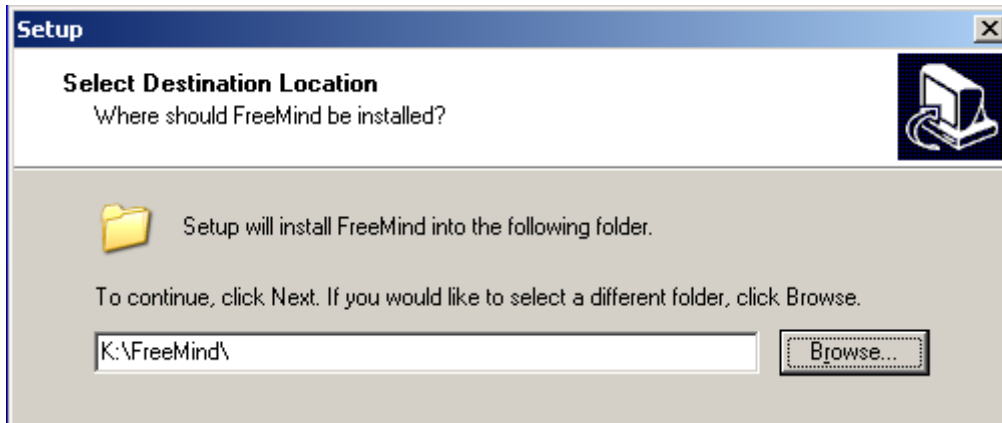 Setup
Select Destination Location
Where should FreeMind be installed?
Setup will install FreeMind into the following folder.
To continue, click Next. If you would like to select a different folder, click Browse.
K:\FreeMind\
Browse...